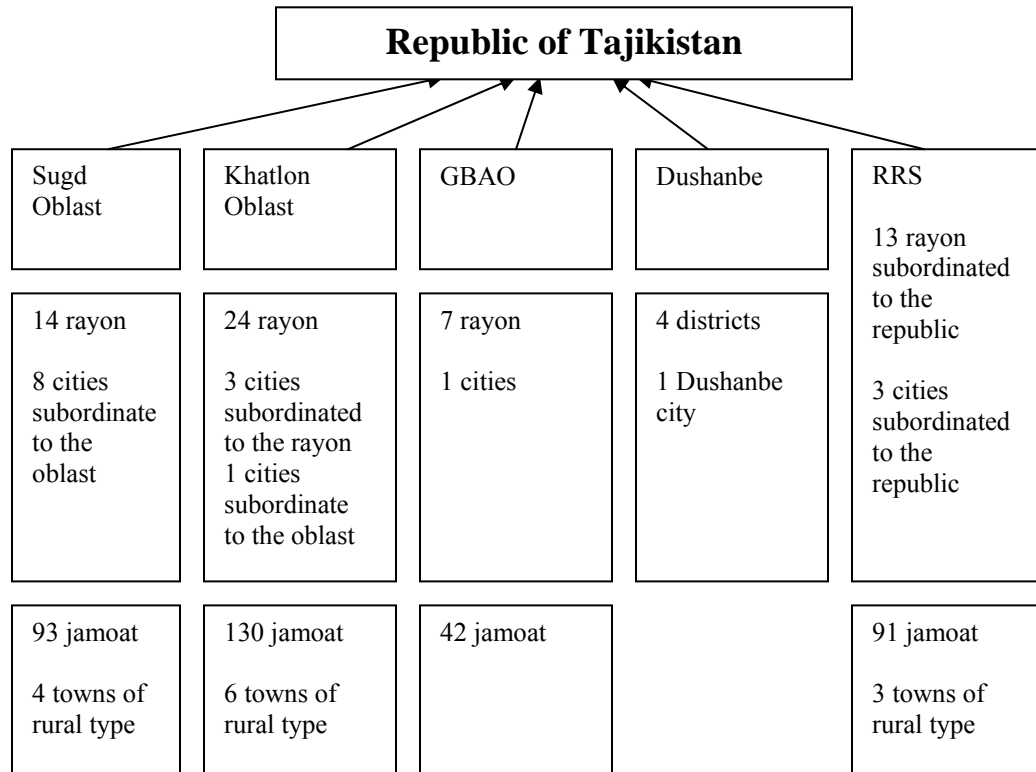 Republic of Tajikistan
Sugd
Oblast
Khatlon
Oblast
GBAO
Dushanbe
RRS
13 rayon
subordinated
to the
republic
3 cities
subordinated
to the
republic
14 rayon
8 cities
subordinate
to the
oblast
24 rayon
3 cities
subordinated
to the rayon
1 cities
subordinate
to the oblast
7 rayon
1 cities
4 districts
1 Dushanbe
city
93 jamoat
4 towns of
rural type
130 jamoat
6 towns of
rural type
42 jamoat
91 jamoat
3 towns of
rural type